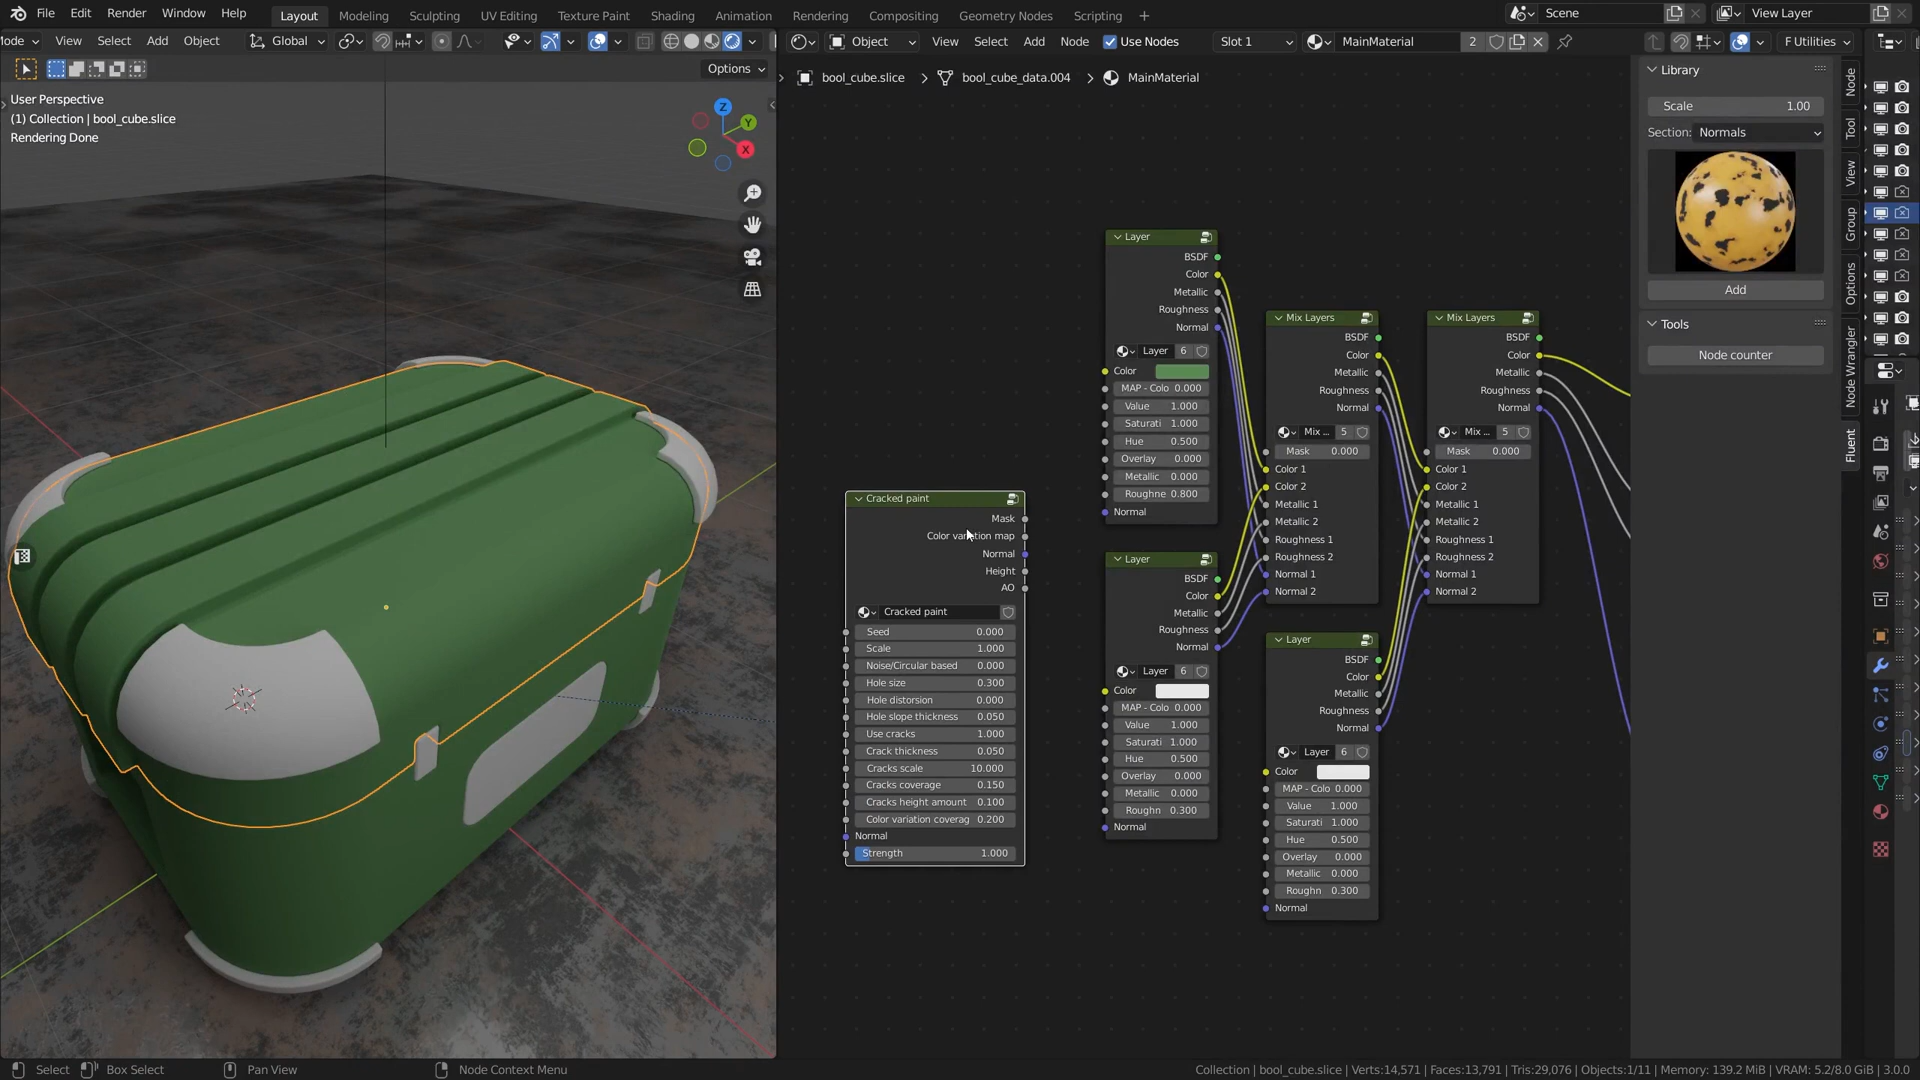 File Edit Render Window Help Layout Modeling Sculpting UV Editing Texture Paint Shading Animation Rendering Compositing Geometry Nodes Scripting Scene View Layer
View Select Add Object Global
Options
User Perspective
(1) Collection | bool_cube.slice
Rendering Done
Z
Y
X
Object View Select Add Node Use Nodes Slot 1 MainMaterial 2 F Utilities
bool_cube.slice bool_cube_data.004 MainMaterial
Cracked paint
Mask
Color variation map
Normal
Height
AO
Cracked paint
Seed 0.000
Scale 1.000
Noise/Circular based 0.000
Hole size 0.300
Hole distorsion 0.000
Hole slope thickness 0.050
Use cracks 1.000
Crack thickness 0.050
Cracks scale 10.000
Cracks coverage 0.150
Cracks height amount 0.100
Color variation coverag 0.200
Normal
Strength 1.000
Layer
BSDF
Color
Metallic
Roughness
Normal
Layer 6
Color
MAP - Colo 0.000
Value 1.000
Saturati 1.000
Hue 0.500
Overlay 0.000
Metallic 0.000
Roughne 0.800
Normal
Layer
BSDF
Color
Metallic
Roughness
Normal
Layer 6
Color
MAP - Colo 0.000
Value 1.000
Saturati 1.000
Hue 0.500
Overlay 0.000
Metallic 0.000
Roughn 0.300
Normal
Mix Layers
BSDF
Color
Metallic
Roughness
Normal
Mix ... 5
Mask 0.000
Color 1
Color 2
Metallic 1
Metallic 2
Roughness 1
Roughness 2
Normal 1
Normal 2
Layer
BSDF
Color
Metallic
Roughness
Normal
Layer 6
Color
MAP - Colo 0.000
Value 1.000
Saturati 1.000
Hue 0.500
Overlay 0.000
Metallic 0.000
Roughn 0.300
Normal
Mix Layers
BSDF
Color
Metallic
Roughness
Normal
Mix ... 5
Mask 0.000
Color 1
Color 2
Metallic 1
Metallic 2
Roughness 1
Roughness 2
Normal 1
Normal 2
Library
Scale 1.00
Section: Normals
Add
Tools
Node counter
Node
Tool
View
Group
Options
Node Wrangler
Fluent
Select Box Select Pan View Node Context Menu Collection | bool_cube.slice | Verts:14,571 | Faces:13,791 | Tris:29,076 | Objects:1/11 | Memory: 139.2 MiB | VRAM: 5.2/8.0 GiB | 3.0.0